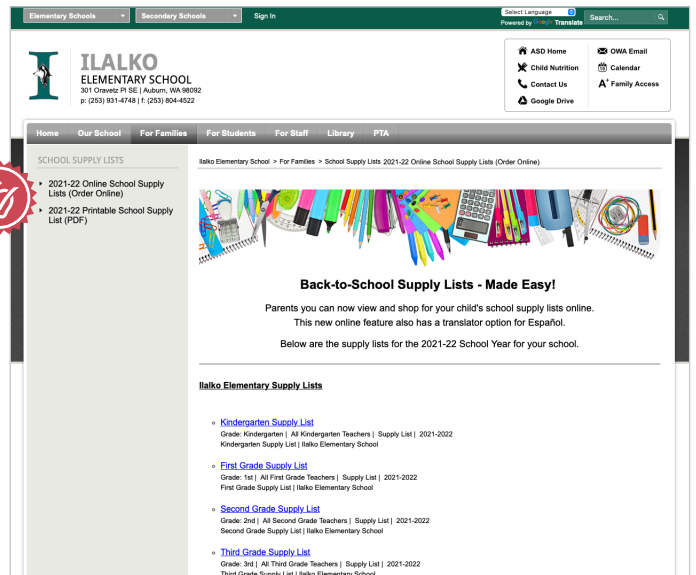 Elementary Schools
Secondary Schools
Sign In
Select Language
Powered by Google Translate
Search...
ILALKO
ELEMENTARY SCHOOL
301 Oravetz Pl SE | Auburn, WA 98092
p: (253) 931-4748 | f: (253) 804-4522
ASD Home
OWA Email
Child Nutrition
Calendar
Contact Us
A+ Family Access
Google Drive
Home
Our School
For Families
For Students
For Staff
Library
PTA
SCHOOL SUPPLY LISTS
2021-22 Online School Supply
Lists (Order Online)
2021-22 Printable School Supply
List (PDF)
Ilalko Elementary School > For Families > School Supply Lists 2021-22 Online School Supply Lists (Order Online)
Back-to-School Supply Lists - Made Easy!
Parents you can now view and shop for your child's school supply lists online.
This new online feature also has a translator option for Español.
Below are the supply lists for the 2021-22 School Year for your school.
Ilalko Elementary Supply Lists
Kindergarten Supply List
Grade: Kindergarten | All Kindergarten Teachers | Supply List | 2021-2022
Kindergarten Supply List | Ilalko Elementary School
First Grade Supply List
Grade: 1st | All First Grade Teachers | Supply List | 2021-2022
First Grade Supply List | Ilalko Elementary School
Second Grade Supply List
Grade: 2nd | All Second Grade Teachers | Supply List | 2021-2022
Second Grade Supply List | Ilalko Elementary School
Third Grade Supply List
Grade: 3rd | All Third Grade Teachers | Supply List | 2021-2022
Third Grade Supply List | Ilalko Elementary School